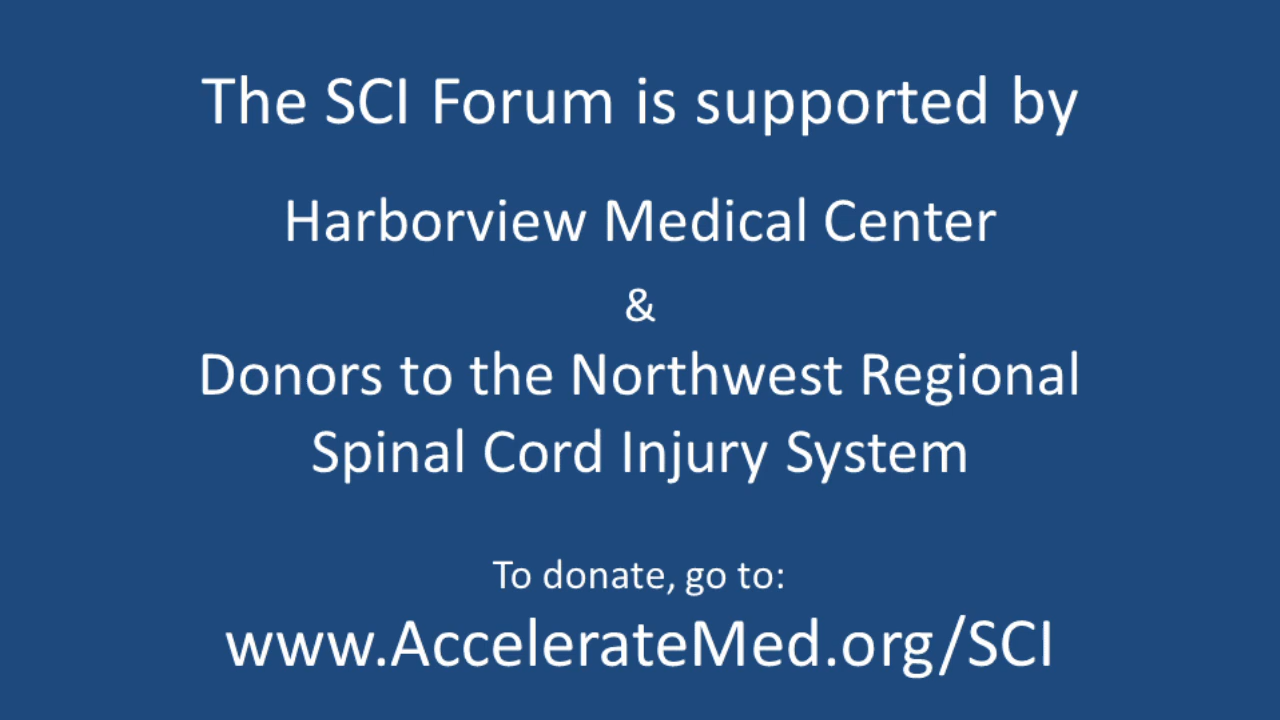 The SCI Forum is supported by
Harborview Medical Center
&
Donors to the Northwest Regional
Spinal Cord Injury System
To donate, go to:
www.AccelerateMed.org/SCI